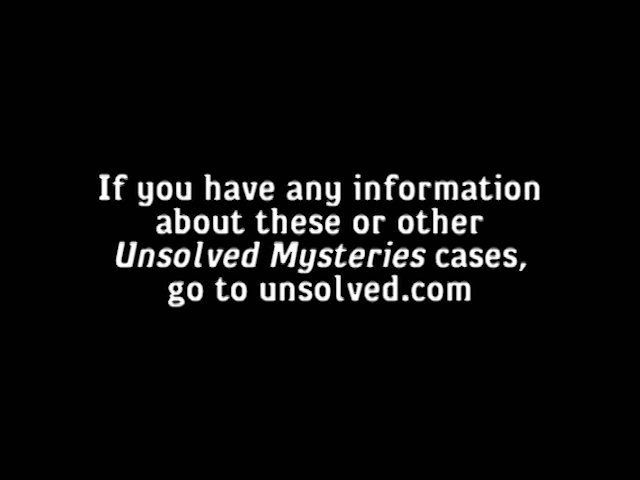 If you have any information
about these or other
Unsolved Mysteries cases,
go to unsolved.com